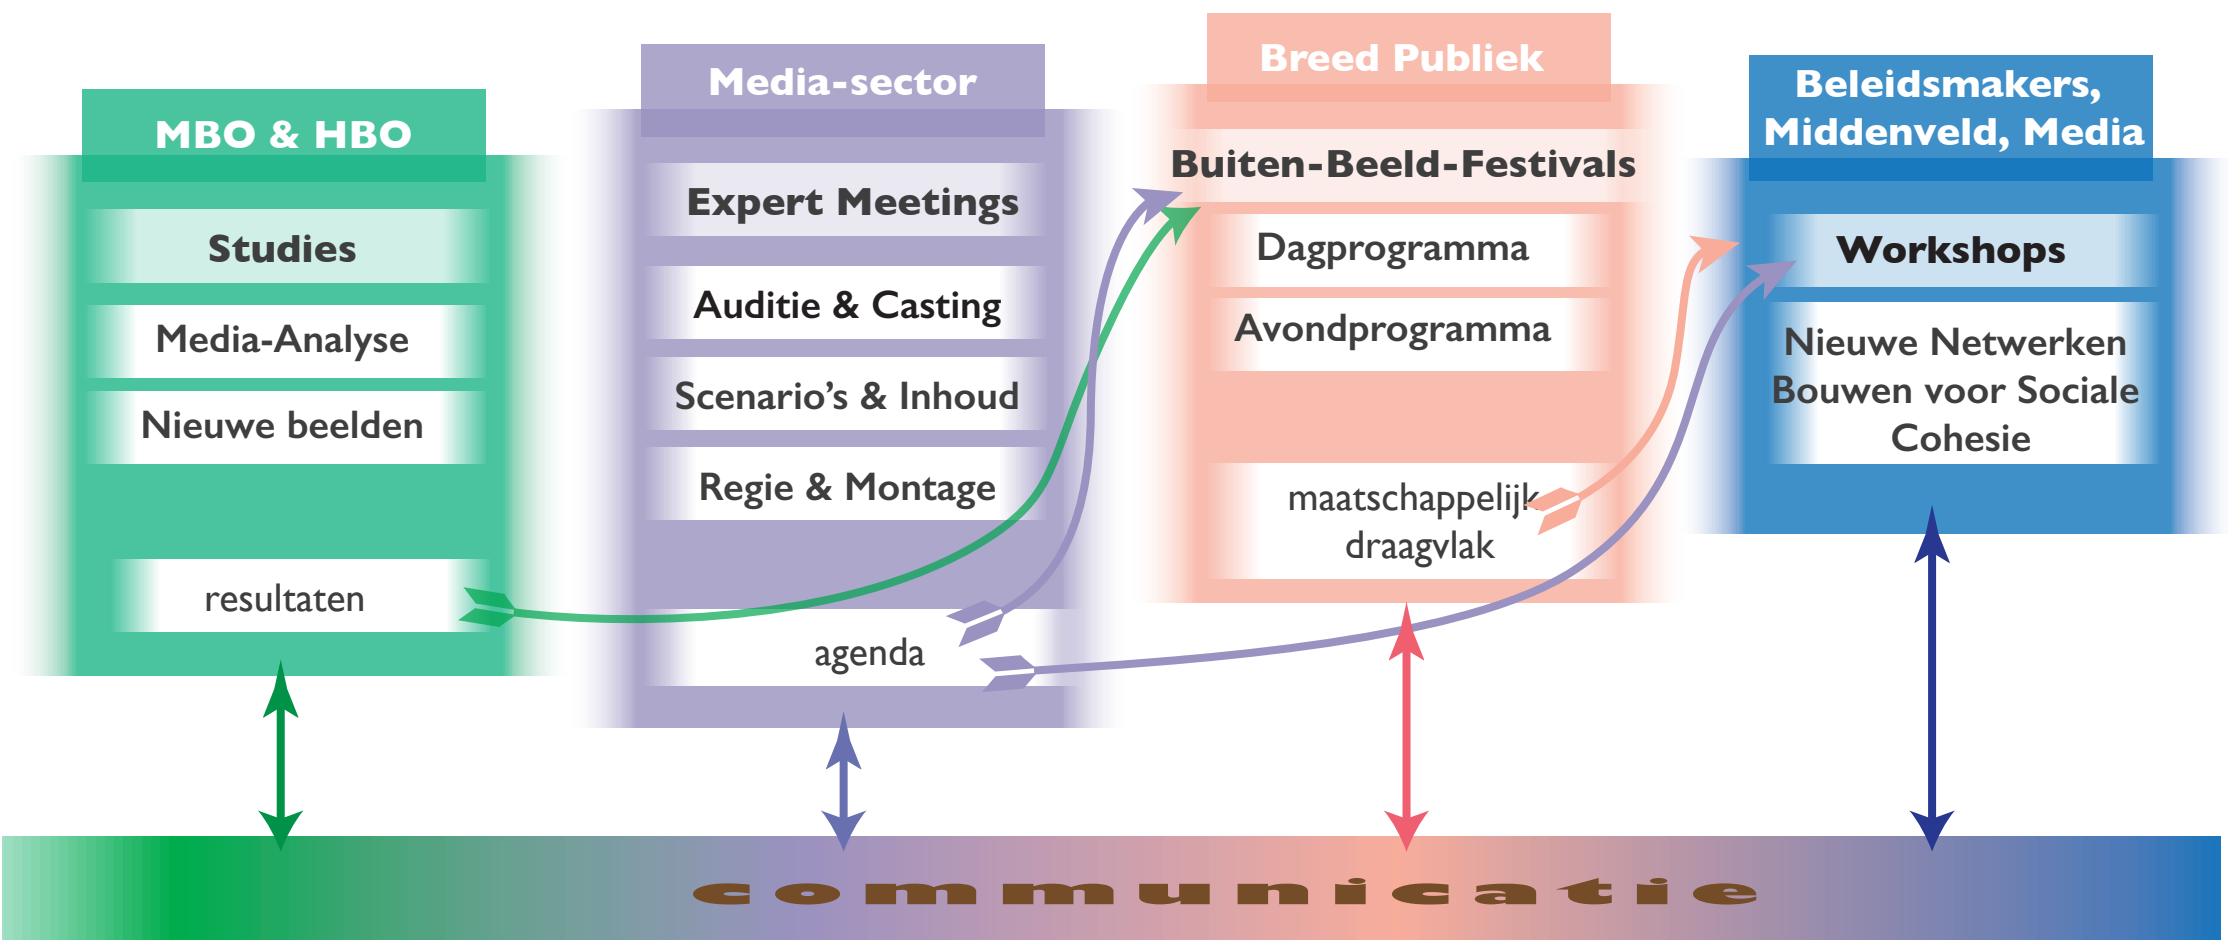 MBO & HBO
Studies
Media-Analyse
Nieuwe beelden
resultaten
Media-sector
Expert Meetings
Auditie & Casting
Scenario’s & Inhoud
Regie & Montage
agenda
Breed Publiek
Buiten-Beeld-Festivals
Dagprogramma
Avondprogramma
maatschappelijk
draagvlak
Beleidsmakers,
Middenveld, Media
Workshops
Nieuwe Netwerken
Bouwen voor Sociale
Cohesie
communicatie